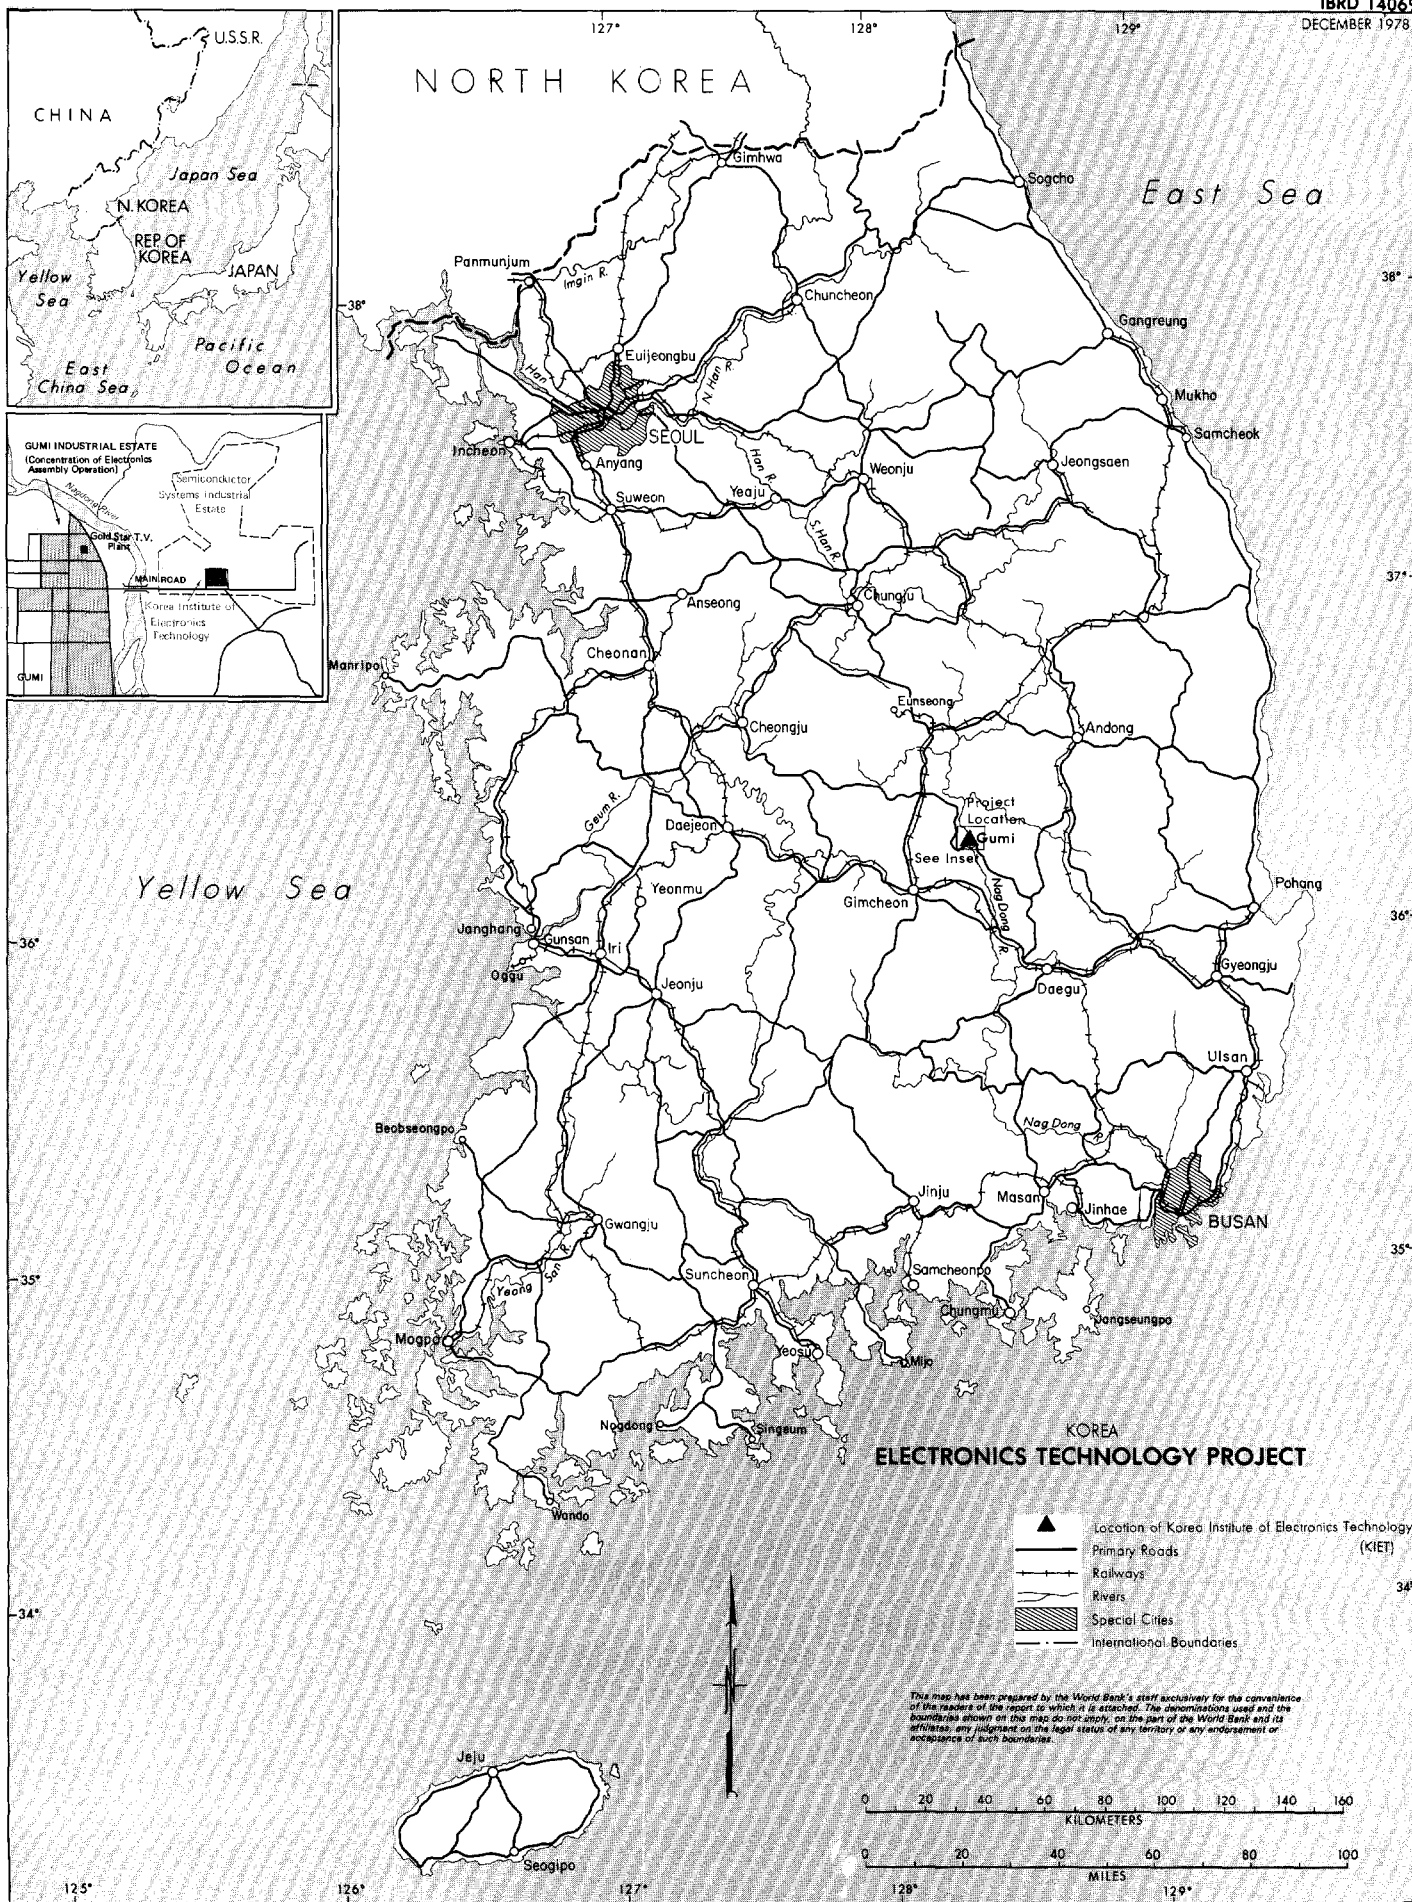 IBRD 1406
DECEMBER 1978
127°
128°
129°
U.S.S.R.
CHINA
Japan Sea
N. KOREA
REP. OF
KOREA
JAPAN
Yellow
Sea
Pacific
Ocean
East
China Sea
GUMI INDUSTRIAL ESTATE
(Concentration of Electronics
Assembly Operation)
Nagdong River
Semiconductor
Systems Industrial
Estate
Gold Star T.V.
Plant
MAIN ROAD
Korea Institute of
Electronics
Technology
GUMI
NORTH KOREA
East Sea
Gimhwa
Sogcho
Panmunjum
Imgin R.
38°
38°
Chuncheon
Gangreung
Euijeongbu
Han
N. Han R.
Mukho
SEOUL
Samcheok
Incheon
Anyang
Han R.
Weonju
Jeongsaen
Suweon
Yeaju
S. Han R.
37°
Anseong
Chungju
Cheonan
Manripo
Eunseong
Cheongju
Andong
Geum R.
Project
Location
Daejeon
Gumi
See Inset
Yellow Sea
Yeonmu
Gimcheon
Nag Dong R.
Pohang
36°
Janghang
36°
Gunsan
Iri
Oggu
Gyeongju
Jeonju
Daegu
Ulsan
Beobseongpo
Nag Dong R.
Jinju
Masan
Jinhae
Gwangju
BUSAN
35°
San R.
Yeong
Suncheon
Samcheonpo
35°
Chungmu
Jangseungpo
Mogpo
Yeosu
Mijo
Nogdong
Singeum
Wando
KOREA
ELECTRONICS TECHNOLOGY PROJECT
Location of Korea Institute of Electronics Technology
(KIET)
Primary Roads
Railways
Rivers
Special Cities
International Boundaries
34°
34°
This map has been prepared by the World Bank's staff exclusively for the convenience
of the readers of the report to which it is attached. The denominations used and the
boundaries shown on this map do not imply, on the part of the World Bank and its
affiliates, any judgment on the legal status of any territory or any endorsement or
acceptance of such boundaries.
Jeju
Seogipo
0 20 40 60 80 100 120 140 160
KILOMETERS
0 20 40 60 80 100
MILES
125°
126°
127°
128°
129°